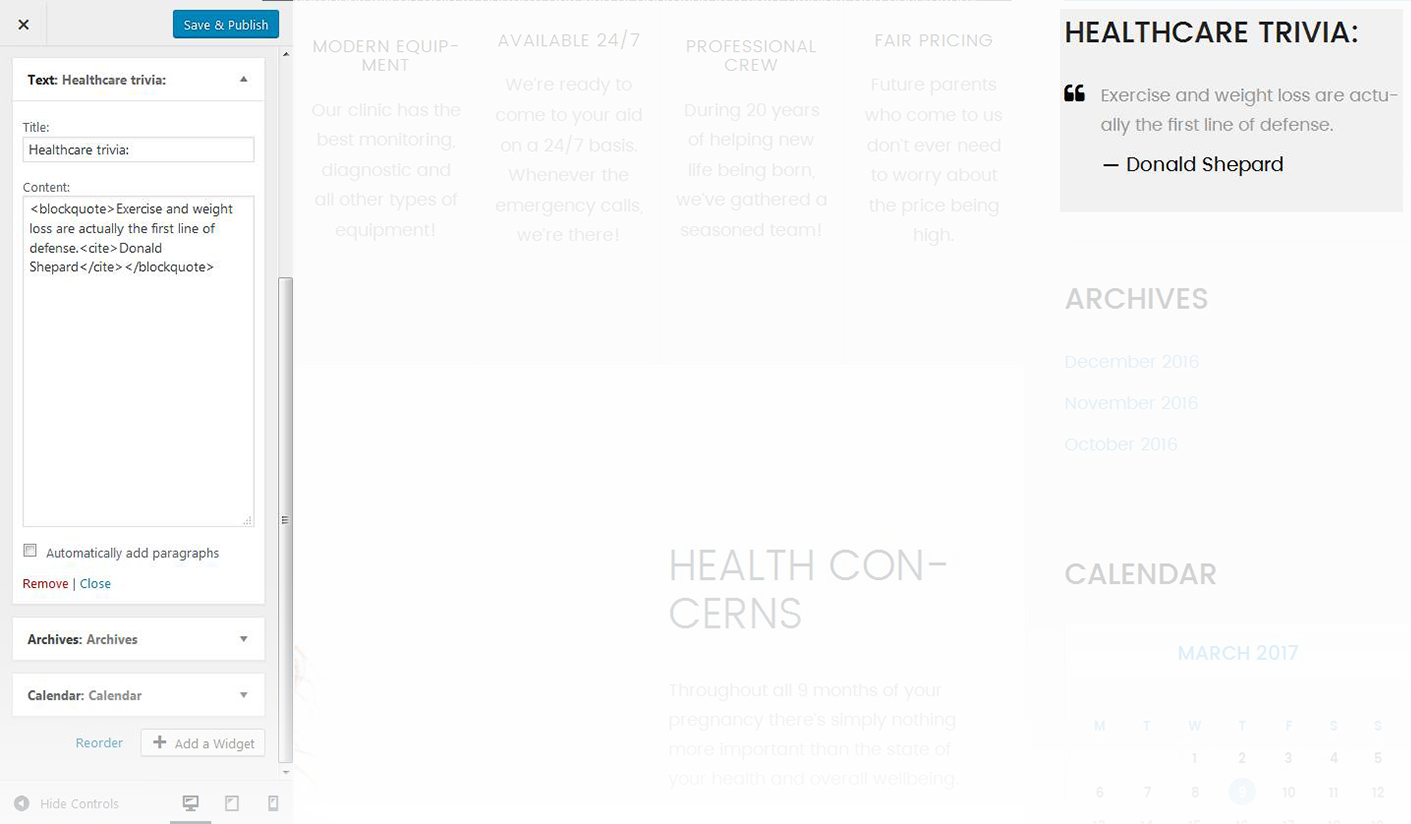 Save & Publish
Text: Healthcare trivia:
Title:
Healthcare trivia:
Content:
<blockquote>Exercise and weight
loss are actually the first line of
defense.<cite>Donald
Shepard</cite></blockquote>
Automatically add paragraphs
Remove | Close
Archives: Archives
Calendar: Calendar
Reorder
Add a Widget
Hide Controls
MODERN EQUIP-
MENT
Our clinic has the
best monitoring,
diagnostic and
all other types of
equipment!
AVAILABLE 24/7
We're ready to
come to your aid
on a 24/7 basis.
Whenever the
emergency calls,
we're there!
PROFESSIONAL
CREW
During 20 years
of helping new
life being born,
we've gathered a
seasoned team!
FAIR PRICING
Future parents
who come to us
don't ever need
to worry about
the price being
high.
HEALTH CON-
CERNS
Throughout all 9 months of your
pregnancy there's simply nothing
more important than the state of
your health and overall wellbeing.
HEALTHCARE TRIVIA:
Exercise and weight loss are actu-
ally the first line of defense.
— Donald Shepard
ARCHIVES
December 2016
November 2016
October 2016
CALENDAR
MARCH 2017
M T W T F S S
1 2 3 4 5
6 7 8 9 10 11 12